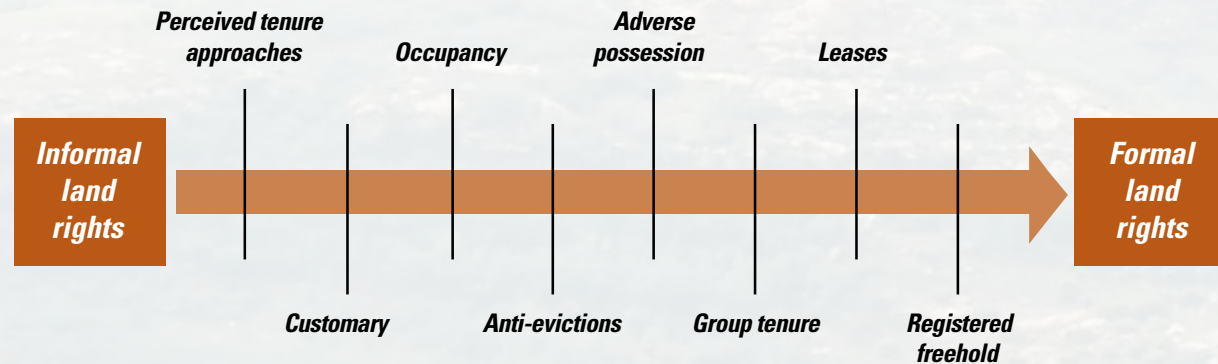 Perceived tenure
approaches
Occupancy
Adverse
possession
Leases
Informal
land
rights
Formal
land
rights
Customary
Anti-evictions
Group tenure
Registered
freehold